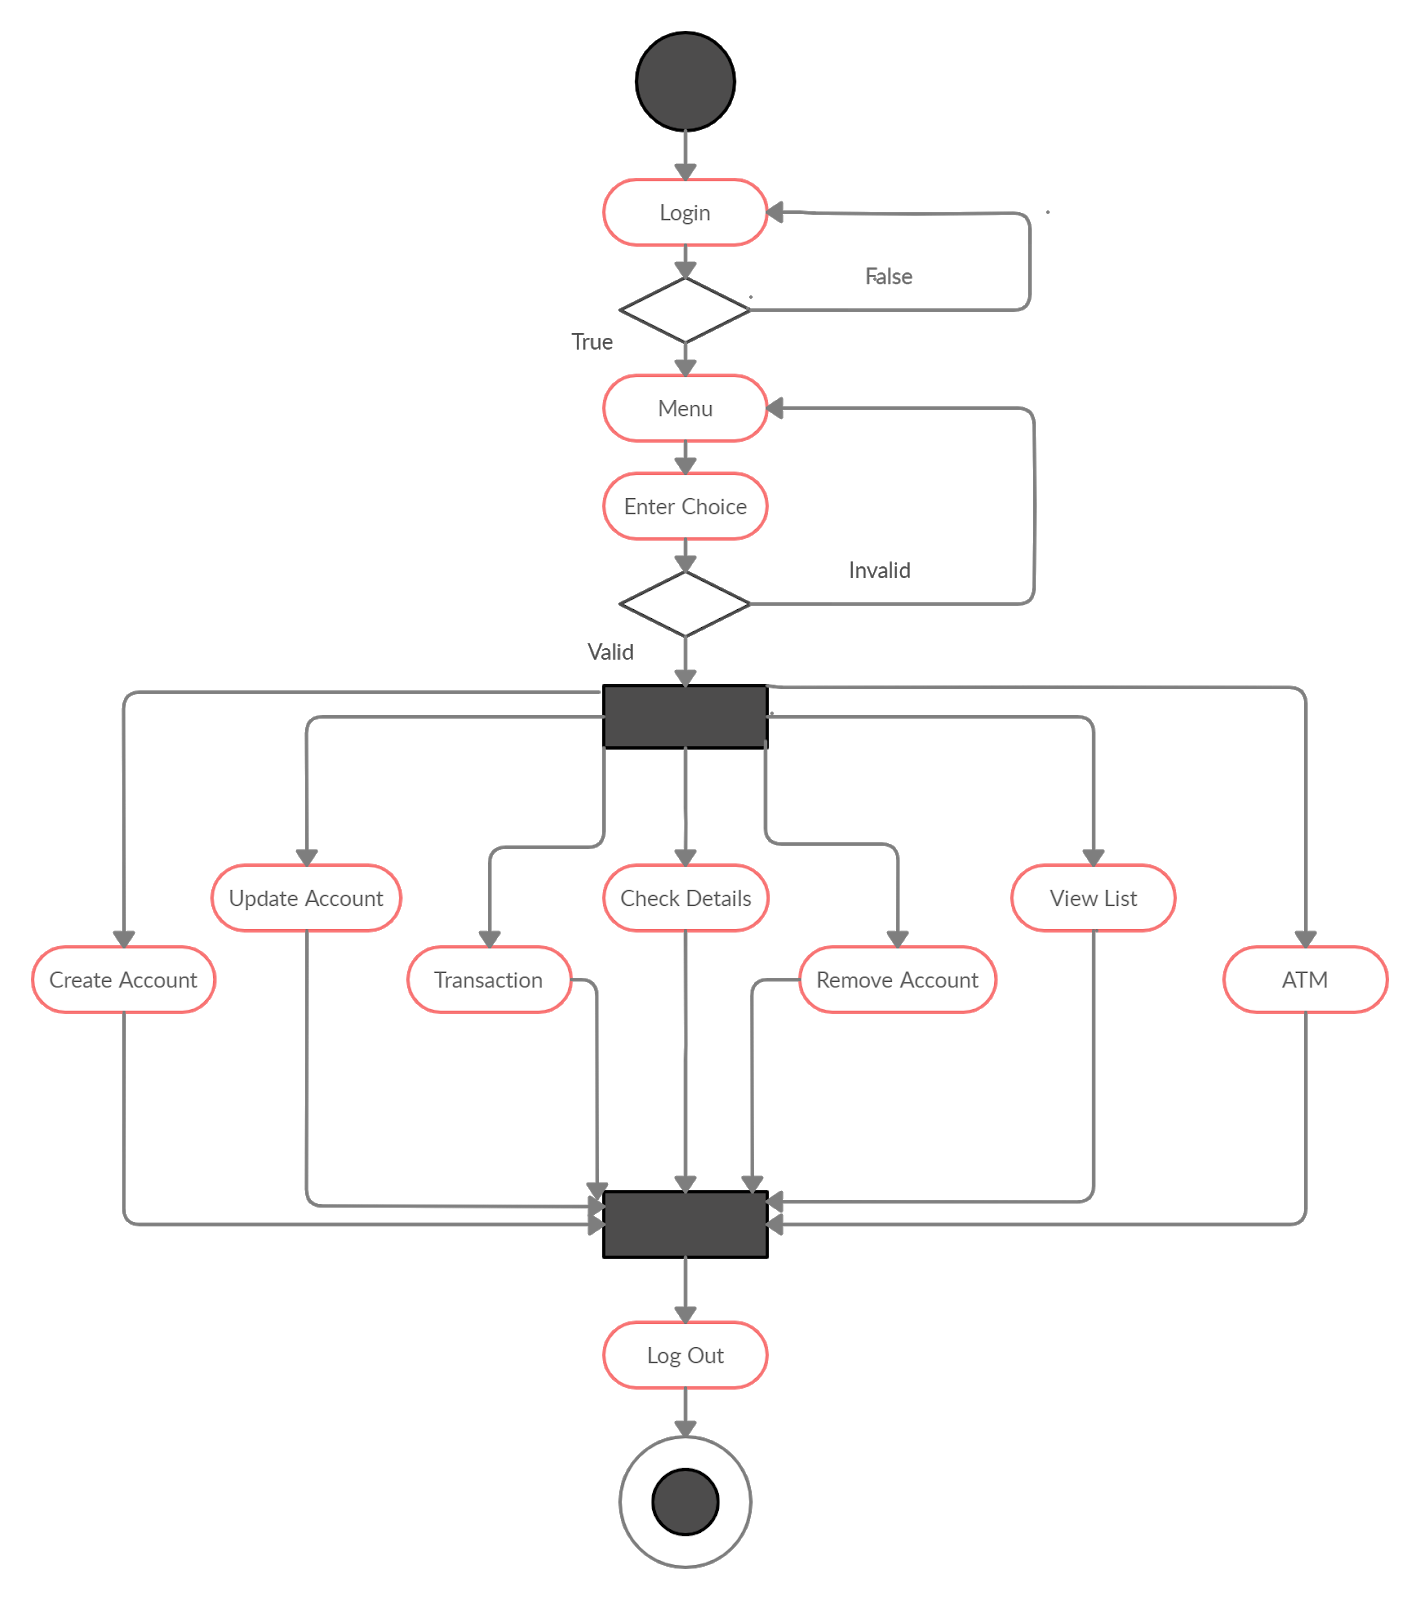 Login
False
True
Menu
Enter Choice
Invalid
Valid
Update Account
Check Details
View List
Create Account
Transaction
Remove Account
ATM
Log Out